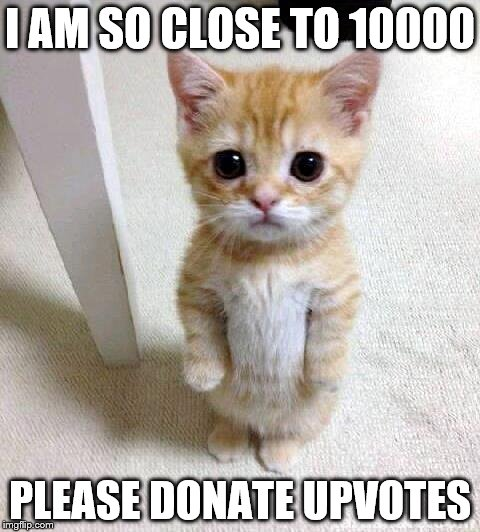 I AM SO CLOSE TO 10000
PLEASE DONATE UPVOTES
imgflip.com